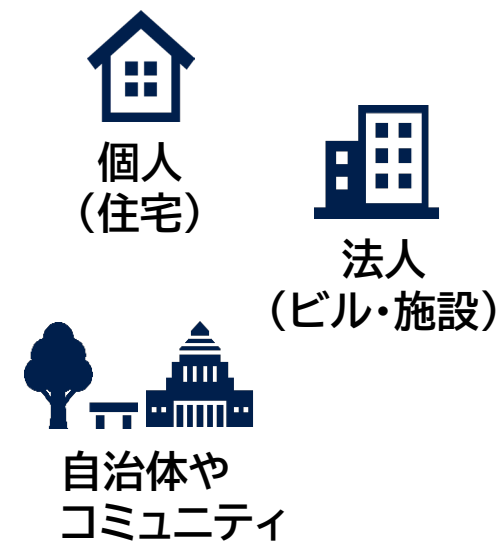 個人
（住宅）
法人
（ビル・施設）
自治体や
コミュニティ